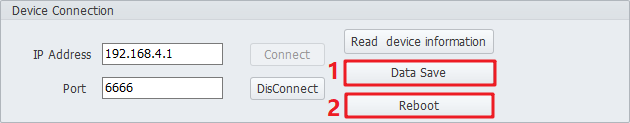 Device Connection
IP Address 192.168.4.1 Connect Read device information
1 Data Save
Port 6666 DisConnect
2 Reboot